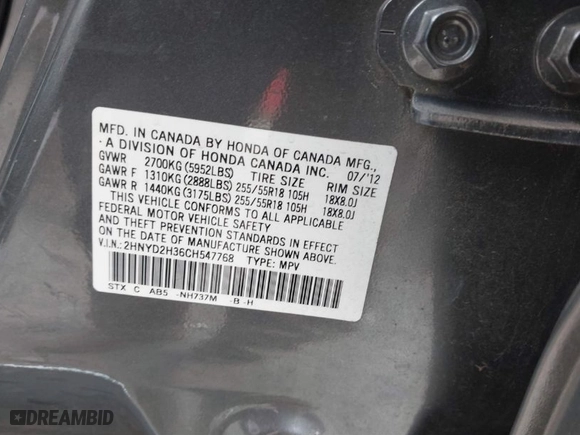 MFD. IN CANADA BY HONDA OF CANADA MFG.,
A DIVISION OF HONDA CANADA INC. 07/'12
GVWR 2700KG (5952LBS) TIRE SIZE RIM SIZE
GAWR F 1310KG (2888LBS) 255/55R18 105H 18X8.0J
GAWR R 1440KG (3175LBS) 255/55R18 105H 18X8.0J
THIS VEHICLE CONFORMS TO ALL APPLICABLE
FEDERAL MOTOR VEHICLE SAFETY
AND THEFT PREVENTION STANDARDS IN EFFECT
ON THE DATE OF MANUFACTURE SHOWN ABOVE.
V.I.N.: 2HNYD2H36CH547768 TYPE: MPV
STX C AB5 -NH737M -B -H
DREAMBID